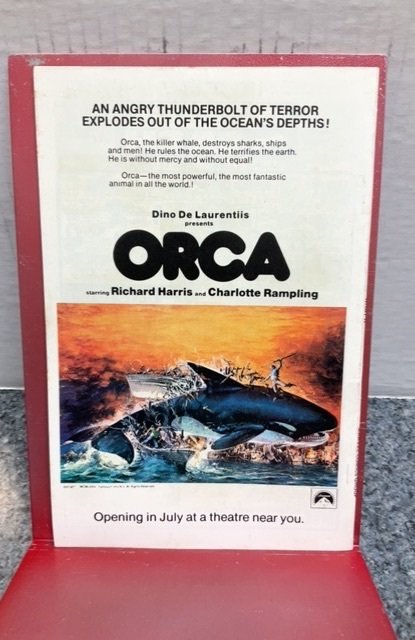 AN ANGRY THUNDERBOLT OF TERROR
EXPLODES OUT OF THE OCEAN'S DEPTHS!
Orca, the killer whale, destroys sharks, ships
and men! He rules the ocean. He terrifies the earth.
He is without mercy and without equal!
Orca—the most powerful, the most fantastic
animal in all the world.!
Dino De Laurentiis
presents
ORCA
starring Richard Harris and Charlotte Rampling
Opening in July at a theatre near you.